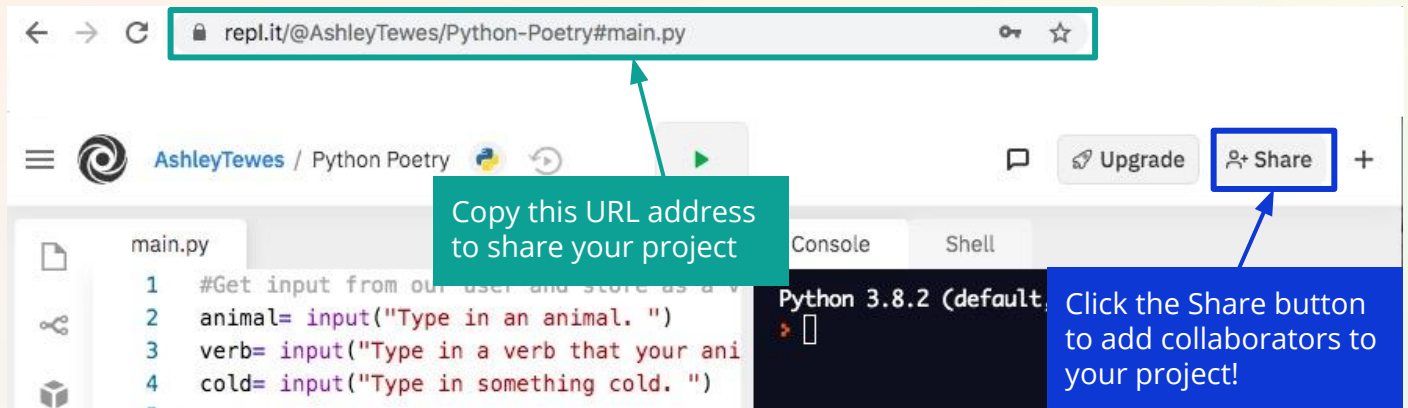 repl.it/@AshleyTewes/Python-Poetry#main.py
AshleyTewes / Python Poetry
Upgrade
Share
+
Copy this URL address
to share your project
main.py
Console
Shell
1 #Get input from our user and store as a v
2 animal= input("Type in an animal. ")
3 verb= input("Type in a verb that your ani
4 cold= input("Type in something cold. ")
Python 3.8.2 (default,
Click the Share button
to add collaborators to
your project!